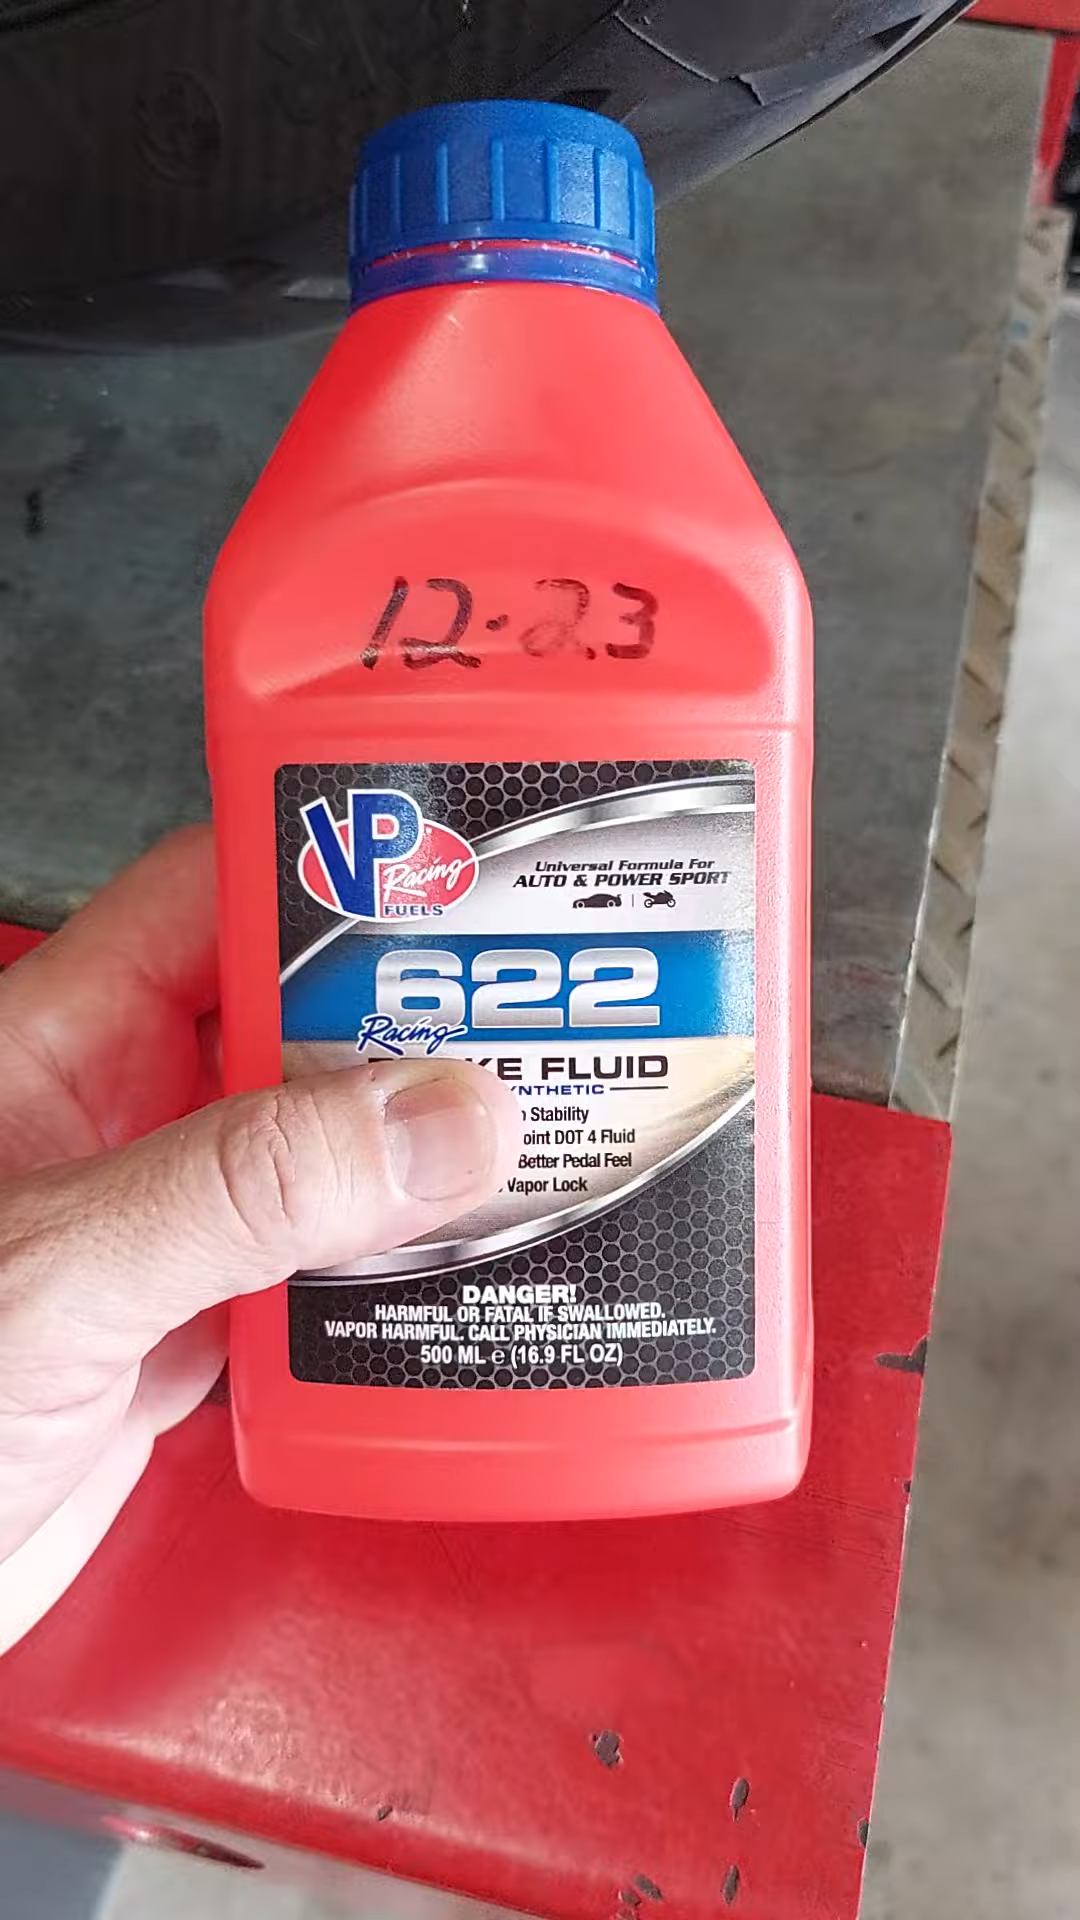 12.23
VP
Racing
FUELS
Universal Formula For
AUTO & POWER SPORT
622
Racing
KE FLUID
YNTHETIC
Stability
oint DOT 4 Fluid
Better Pedal Feel
Vapor Lock
DANGER!
HARMFUL OR FATAL IF SWALLOWED.
VAPOR HARMFUL. CALL PHYSICIAN IMMEDIATELY.
500 ML e (16.9 FL OZ)